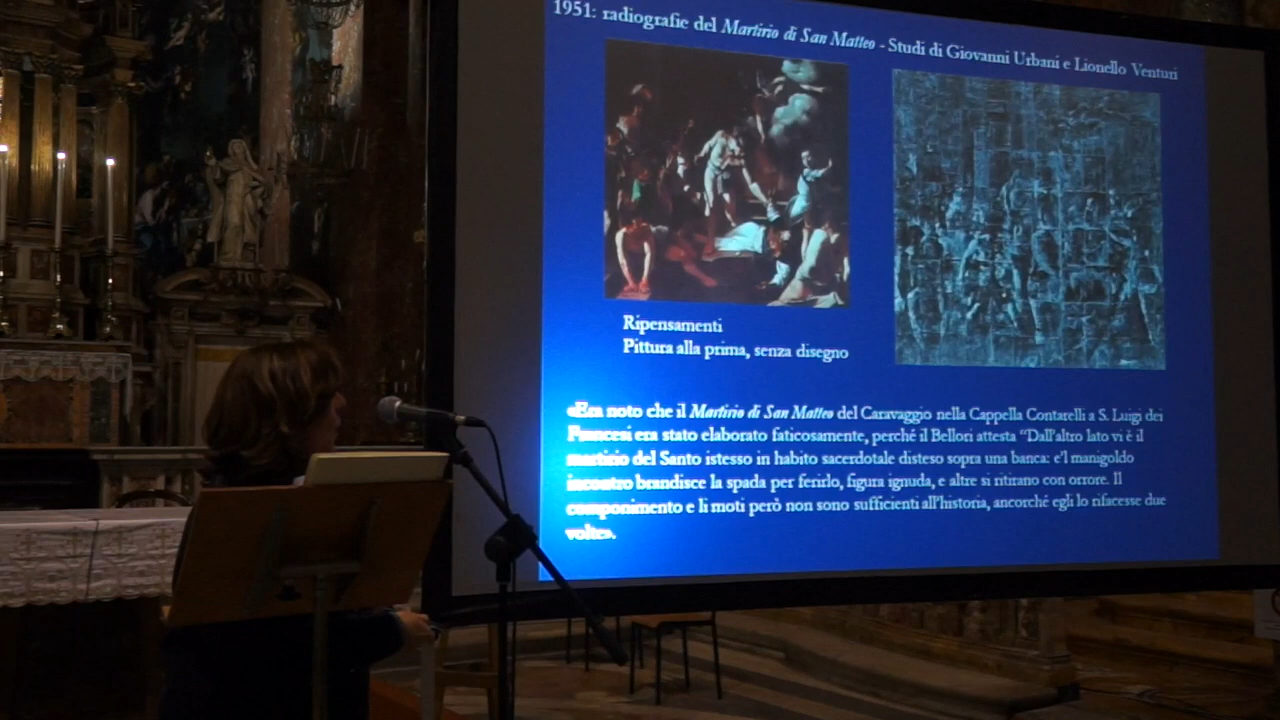 1951: radiografie del Martirio di San Matteo - Studi di Giovanni Urbani e Lionello Venturi
Ripensamenti
Pittura alla prima, senza disegno
«Era noto che il Martirio di San Matteo del Caravaggio nella Cappella Contarelli a S. Luigi dei
Francesi era stato elaborato faticosamente, perché il Bellori attesta “Dall'altro lato vi è il
martirio del Santo istesso in habito sacerdotale disteso sopra una banca: e'l manigoldo
incontro brandisce la spada per ferirlo, figura ignuda, e altre si ritirano con orrore. Il
componimento e li moti però non sono sufficienti all'historia, ancorché egli lo rifacesse due
volte».